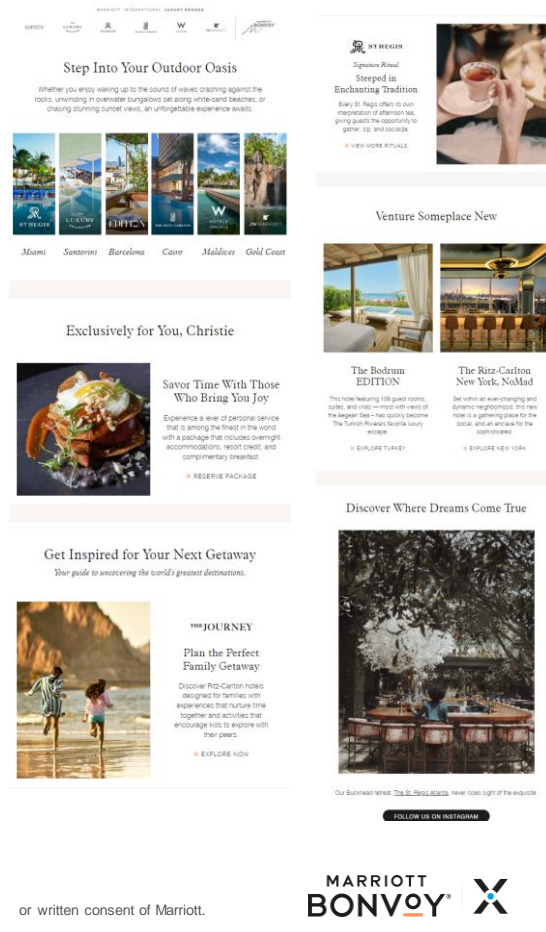 MARRIOTT INTERNATIONAL LUXURY BRANDS
EDITION
W
MARRIOTT
BONVOY
Step Into Your Outdoor Oasis
Whether you enjoy waking up to the sound of waves crashing against the
rocks, unwinding in overwater bungalows set along white-sand beaches, or
chasing stunning sunset views, an unforgettable experience awaits.
ST REGIS
LUXURY
COLLECTION
EDITION
THE RITZ-CARLTON
W
HOTELS
JW MARRIOTT
Miami Santorini Barcelona Cairo Maldives Gold Coast
Exclusively for You, Christie
Savor Time With Those
Who Bring You Joy
Experience a level of personal service
that is among the finest in the world
with a package that includes overnight
accommodations, resort credit, and
complimentary breakfast.
» RESERVE PACKAGE
Get Inspired for Your Next Getaway
Your guide to uncovering the world's greatest destinations.
THE JOURNEY
Plan the Perfect
Family Getaway
Discover Ritz-Carlton hotels
designed for families with
experiences that nurture time
together and activities that
encourage kids to explore with
their peers.
» EXPLORE NOW
ST REGIS
Signature Ritual
Steeped in
Enchanting Tradition
Every St. Regis offers its own
interpretation of afternoon tea,
giving guests the opportunity to
gather, sip, and socialize.
» VIEW MORE RITUALS
Venture Someplace New
The Bodrum
EDITION
This hotel featuring 108 guest rooms,
suites, and villas — most with views of
the Aegean Sea – has quickly become
The Turkish Riviera's favorite luxury
escape.
» EXPLORE TURKEY
The Ritz-Carlton
New York, NoMad
Set within an ever-changing and
dynamic neighborhood, this new
hotel is a gathering place for the
social, and an enclave for the
sophisticated.
» EXPLORE NEW YORK
Discover Where Dreams Come True
Our Buckhead retreat, The St. Regis Atlanta, never loses sight of the exquisite.
FOLLOW US ON INSTAGRAM
or written consent of Marriott.
MARRIOTT
BONVOY®